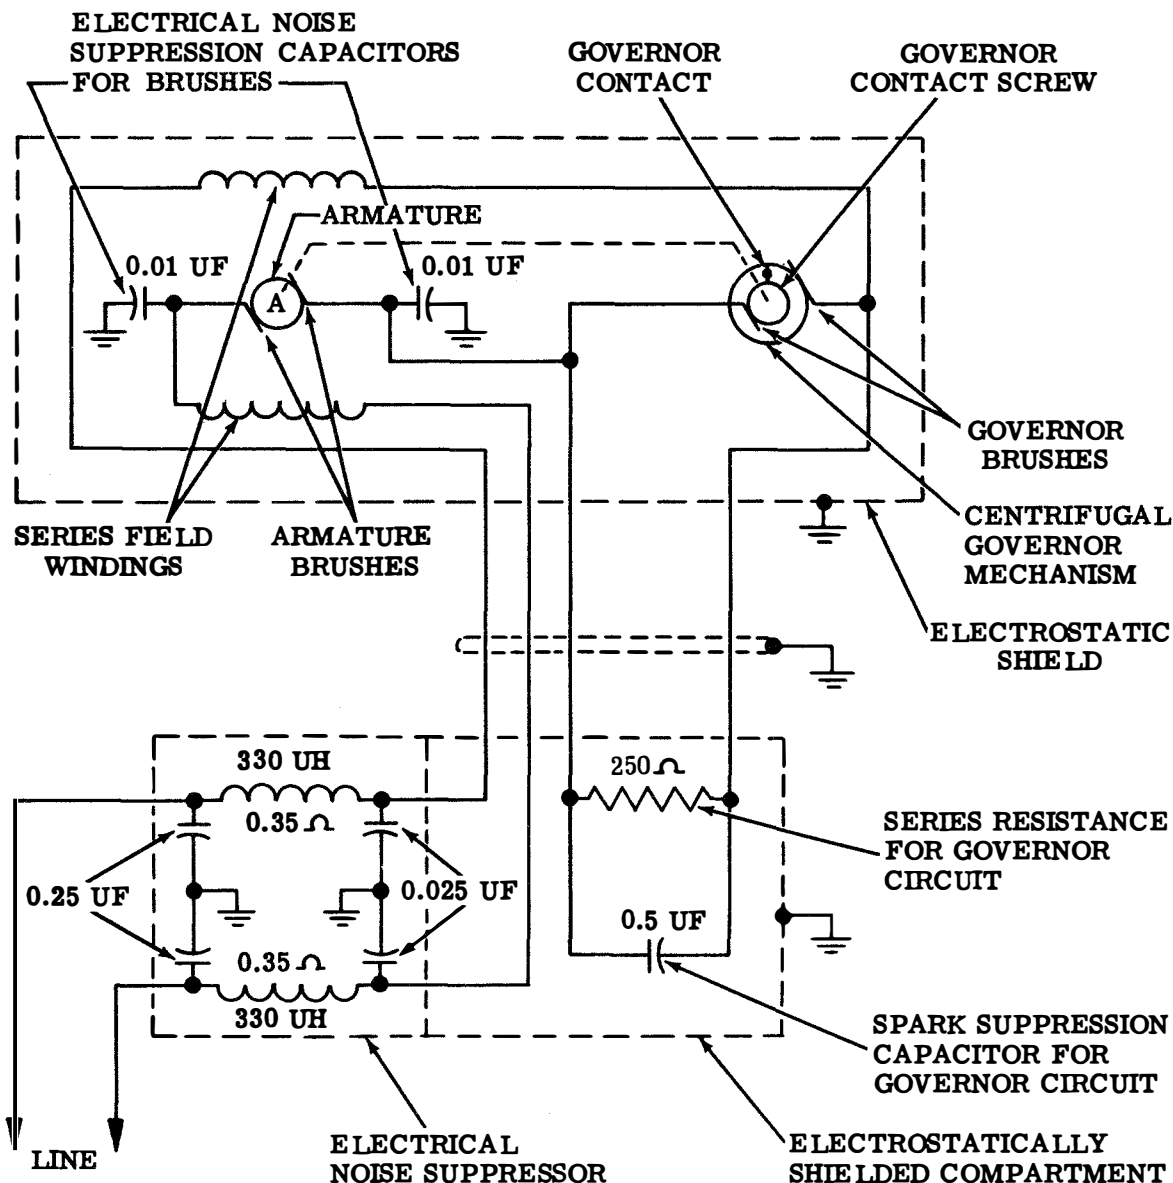 ELECTRICAL NOISE
SUPPRESSION CAPACITORS
FOR BRUSHES
GOVERNOR
CONTACT
GOVERNOR
CONTACT SCREW
ARMATURE
0.01 UF
0.01 UF
A
GOVERNOR
BRUSHES
SERIES FIELD
WINDINGS
ARMATURE
BRUSHES
CENTRIFUGAL
GOVERNOR
MECHANISM
ELECTROSTATIC
SHIELD
330 UH
0.35 Ω
250 Ω
SERIES RESISTANCE
FOR GOVERNOR
CIRCUIT
0.25 UF
0.025 UF
0.5 UF
0.35 Ω
330 UH
SPARK SUPPRESSION
CAPACITOR FOR
GOVERNOR CIRCUIT
LINE
ELECTRICAL
NOISE SUPPRESSOR
ELECTROSTATICALLY
SHIELDED COMPARTMENT